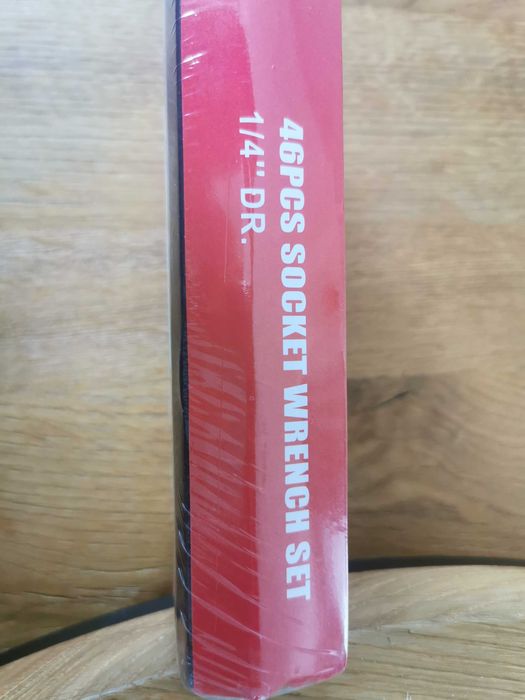 46PCS SOCKET WRENCH SET
1/4" DR.